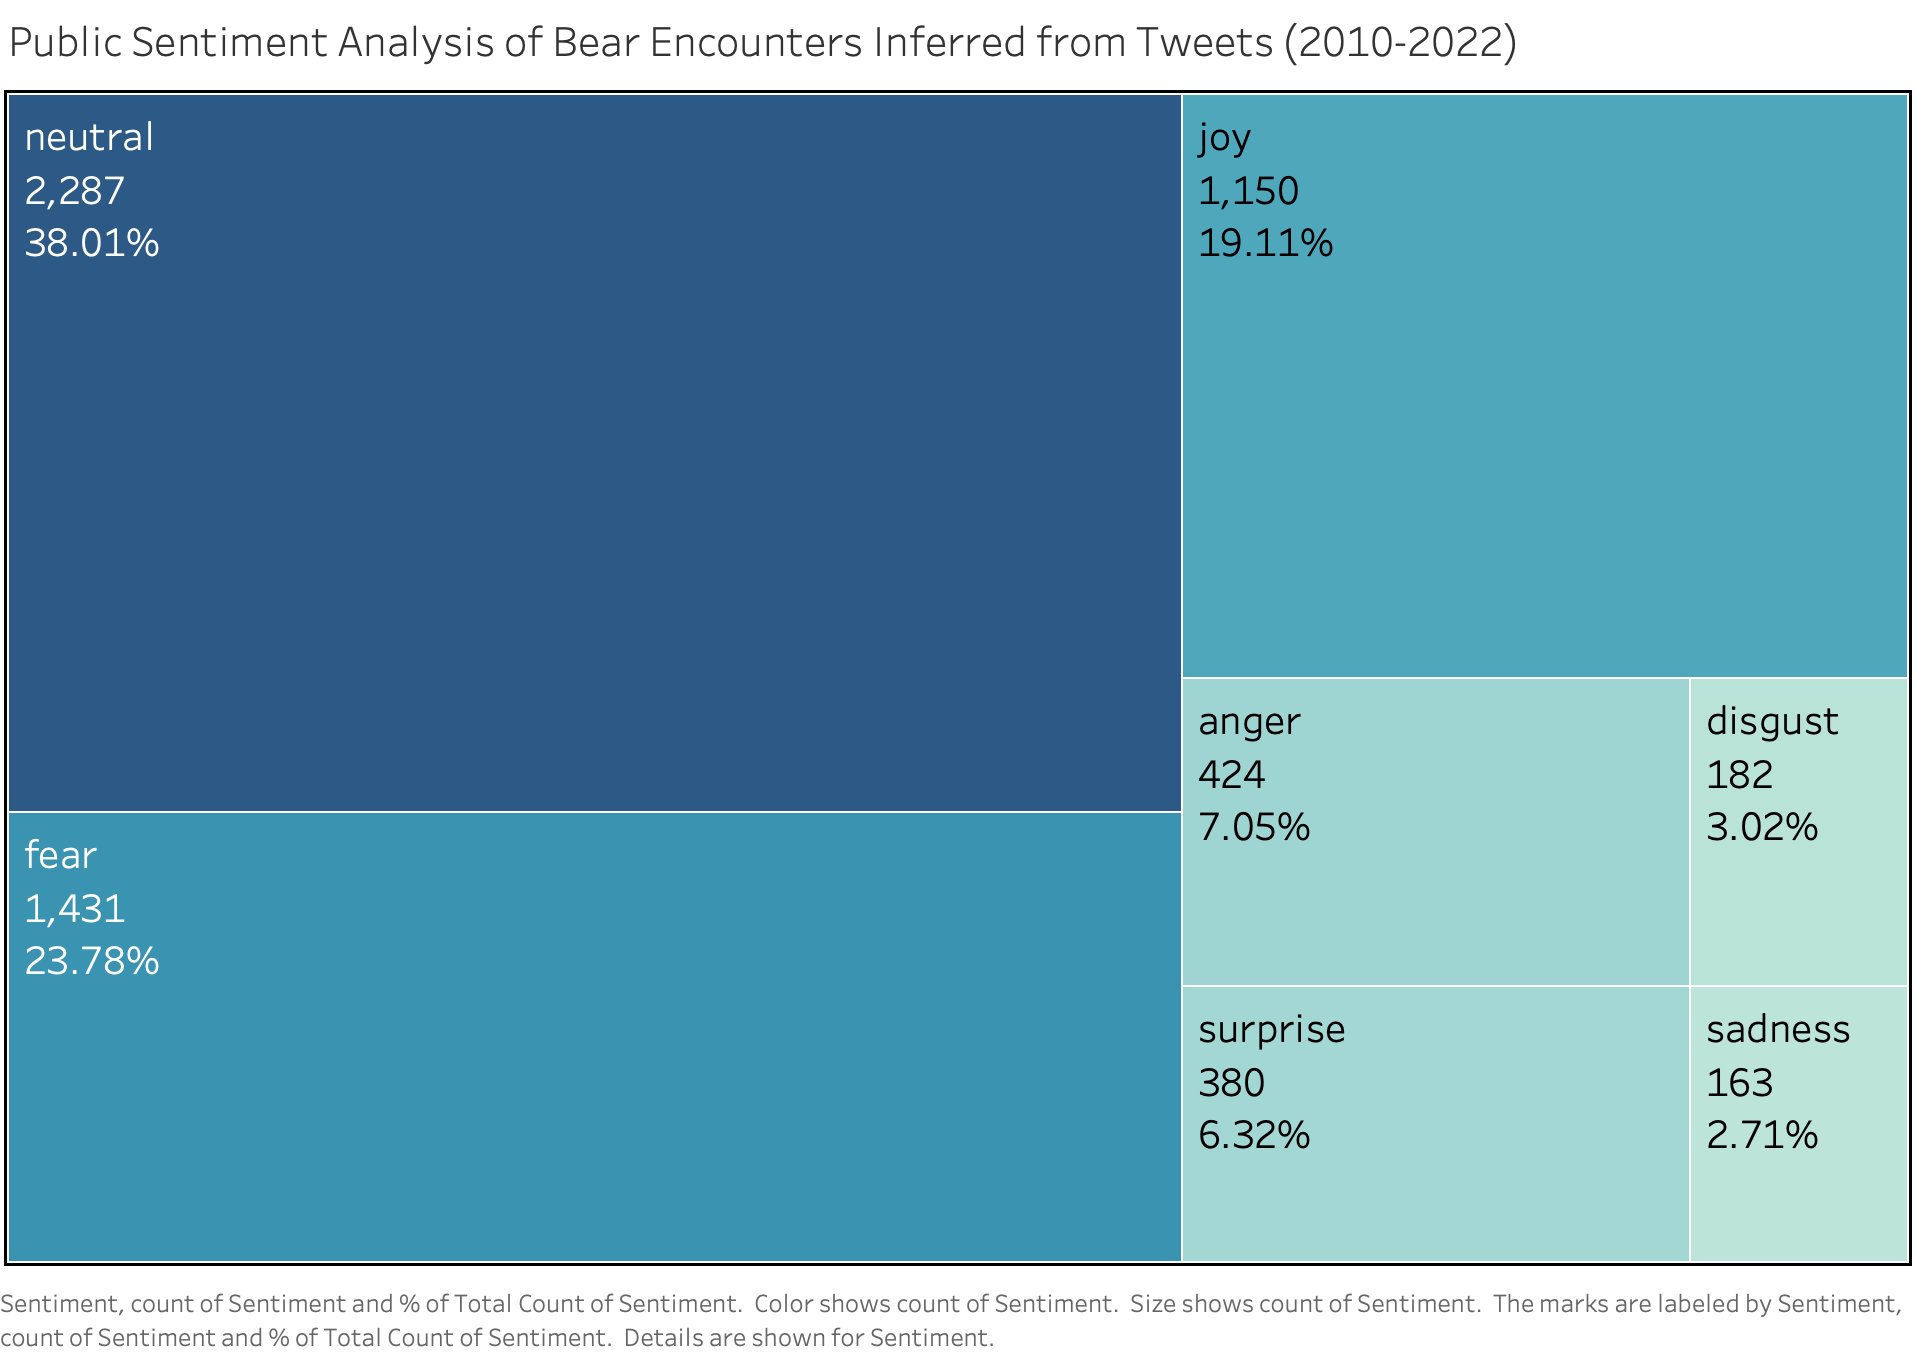 Public Sentiment Analysis of Bear Encounters Inferred from Tweets (2010-2022)
neutral
2,287
38.01%
fear
1,431
23.78%
joy
1,150
19.11%
anger
424
7.05%
disgust
182
3.02%
surprise
380
6.32%
sadness
163
2.71%
Sentiment, count of Sentiment and % of Total Count of Sentiment.  Color shows count of Sentiment.  Size shows count of Sentiment.  The marks are labeled by Sentiment,
count of Sentiment and % of Total Count of Sentiment.  Details are shown for Sentiment.